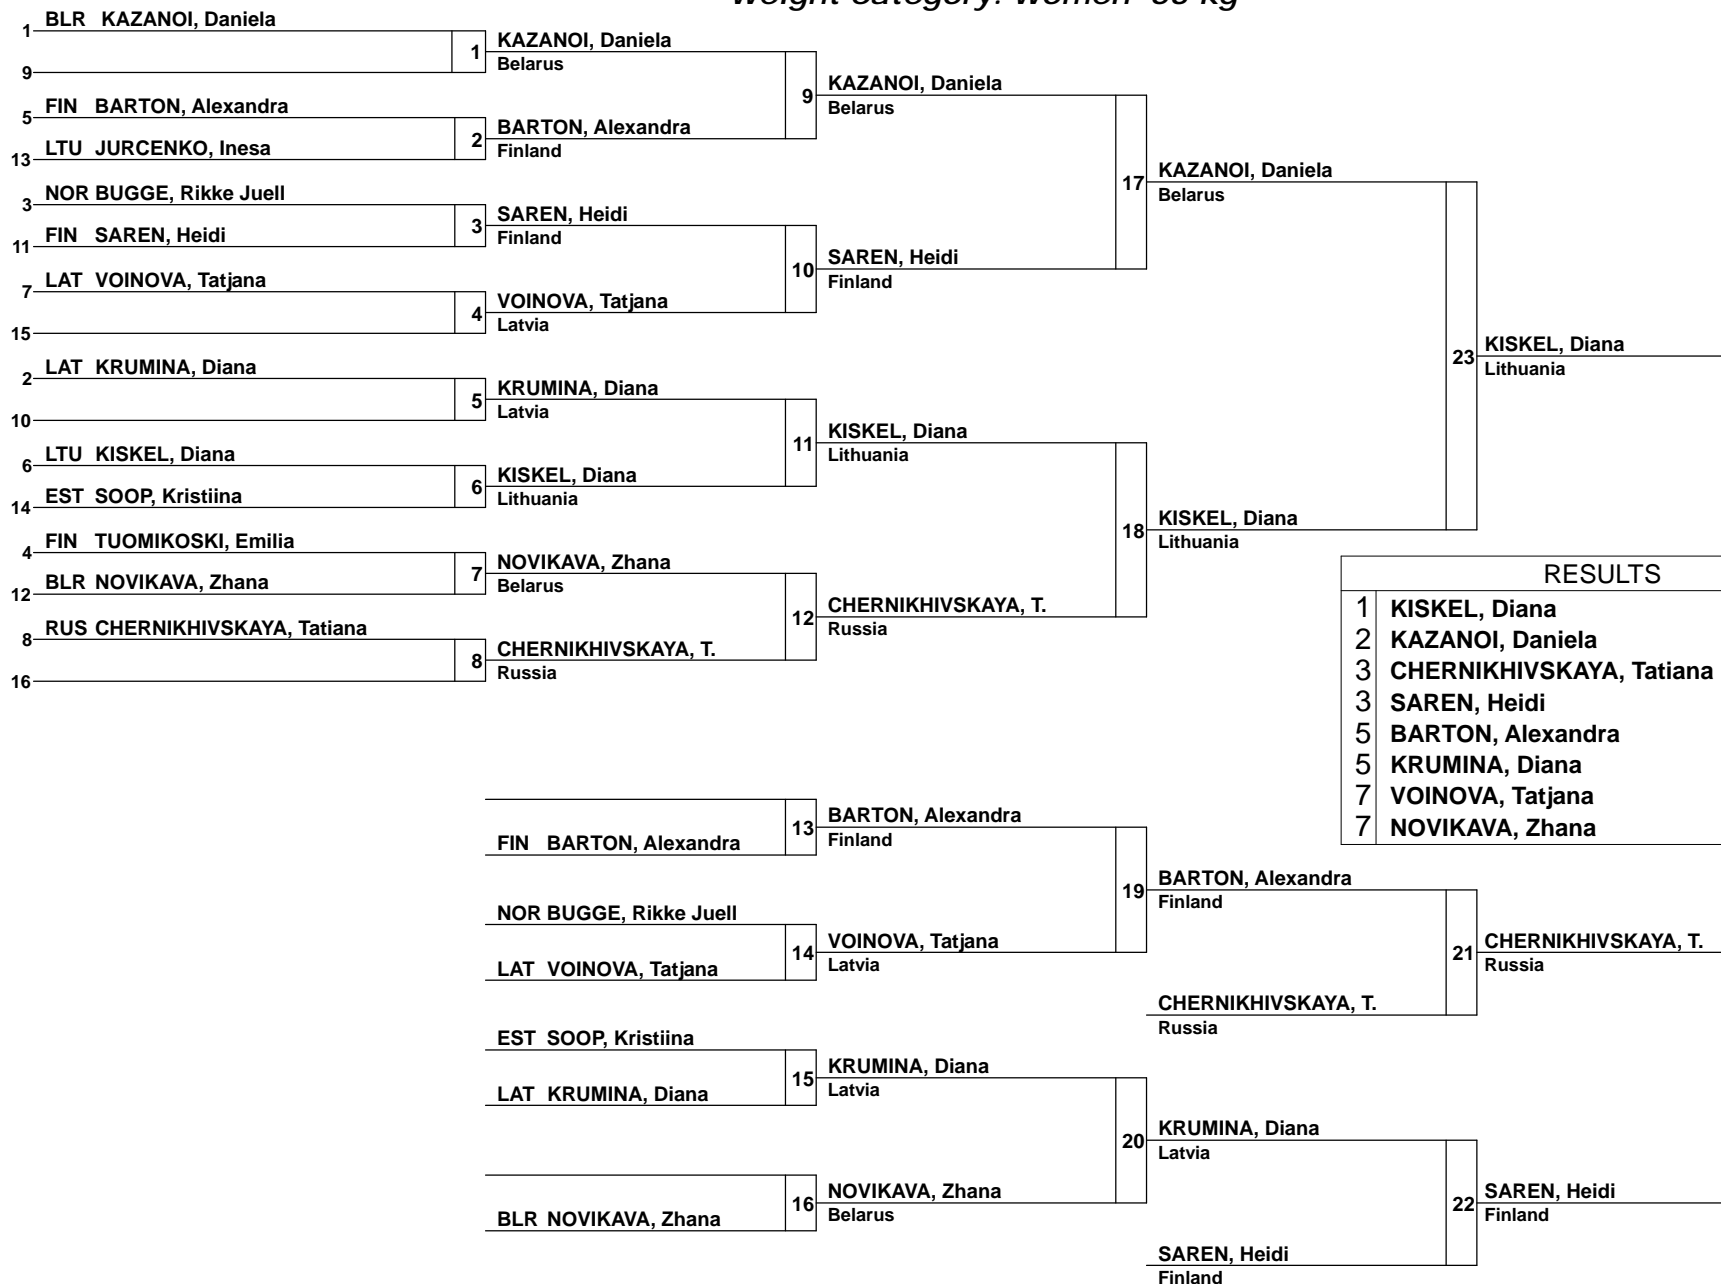 1 BLR KAZANOI, Daniela
9
1
KAZANOI, Daniela
Belarus
5 FIN BARTON, Alexandra
13 LTU JURCENKO, Inesa
2
BARTON, Alexandra
Finland
9
KAZANOI, Daniela
Belarus
3 NOR BUGGE, Rikke Juell
11 FIN SAREN, Heidi
3
SAREN, Heidi
Finland
7 LAT VOINOVA, Tatjana
15
4
VOINOVA, Tatjana
Latvia
10
SAREN, Heidi
Finland
17
KAZANOI, Daniela
Belarus
2 LAT KRUMINA, Diana
10
5
KRUMINA, Diana
Latvia
6 LTU KISKEL, Diana
14 EST SOOP, Kristiina
6
KISKEL, Diana
Lithuania
11
KISKEL, Diana
Lithuania
4 FIN TUOMIKOSKI, Emilia
12 BLR NOVIKAVA, Zhana
7
NOVIKAVA, Zhana
Belarus
8 RUS CHERNIKHIVSKAYA, Tatiana
16
8
CHERNIKHIVSKAYA, T.
Russia
12
CHERNIKHIVSKAYA, T.
Russia
18
KISKEL, Diana
Lithuania
23
KISKEL, Diana
Lithuania
RESULTS
1 KISKEL, Diana
2 KAZANOI, Daniela
3 CHERNIKHIVSKAYA, Tatiana
3 SAREN, Heidi
5 BARTON, Alexandra
5 KRUMINA, Diana
7 VOINOVA, Tatjana
7 NOVIKAVA, Zhana
FIN BARTON, Alexandra
13
BARTON, Alexandra
Finland
NOR BUGGE, Rikke Juell
LAT VOINOVA, Tatjana
14
VOINOVA, Tatjana
Latvia
19
BARTON, Alexandra
Finland
CHERNIKHIVSKAYA, T.
Russia
21
CHERNIKHIVSKAYA, T.
Russia
EST SOOP, Kristiina
LAT KRUMINA, Diana
15
KRUMINA, Diana
Latvia
BLR NOVIKAVA, Zhana
16
NOVIKAVA, Zhana
Belarus
20
KRUMINA, Diana
Latvia
SAREN, Heidi
Finland
22
SAREN, Heidi
Finland